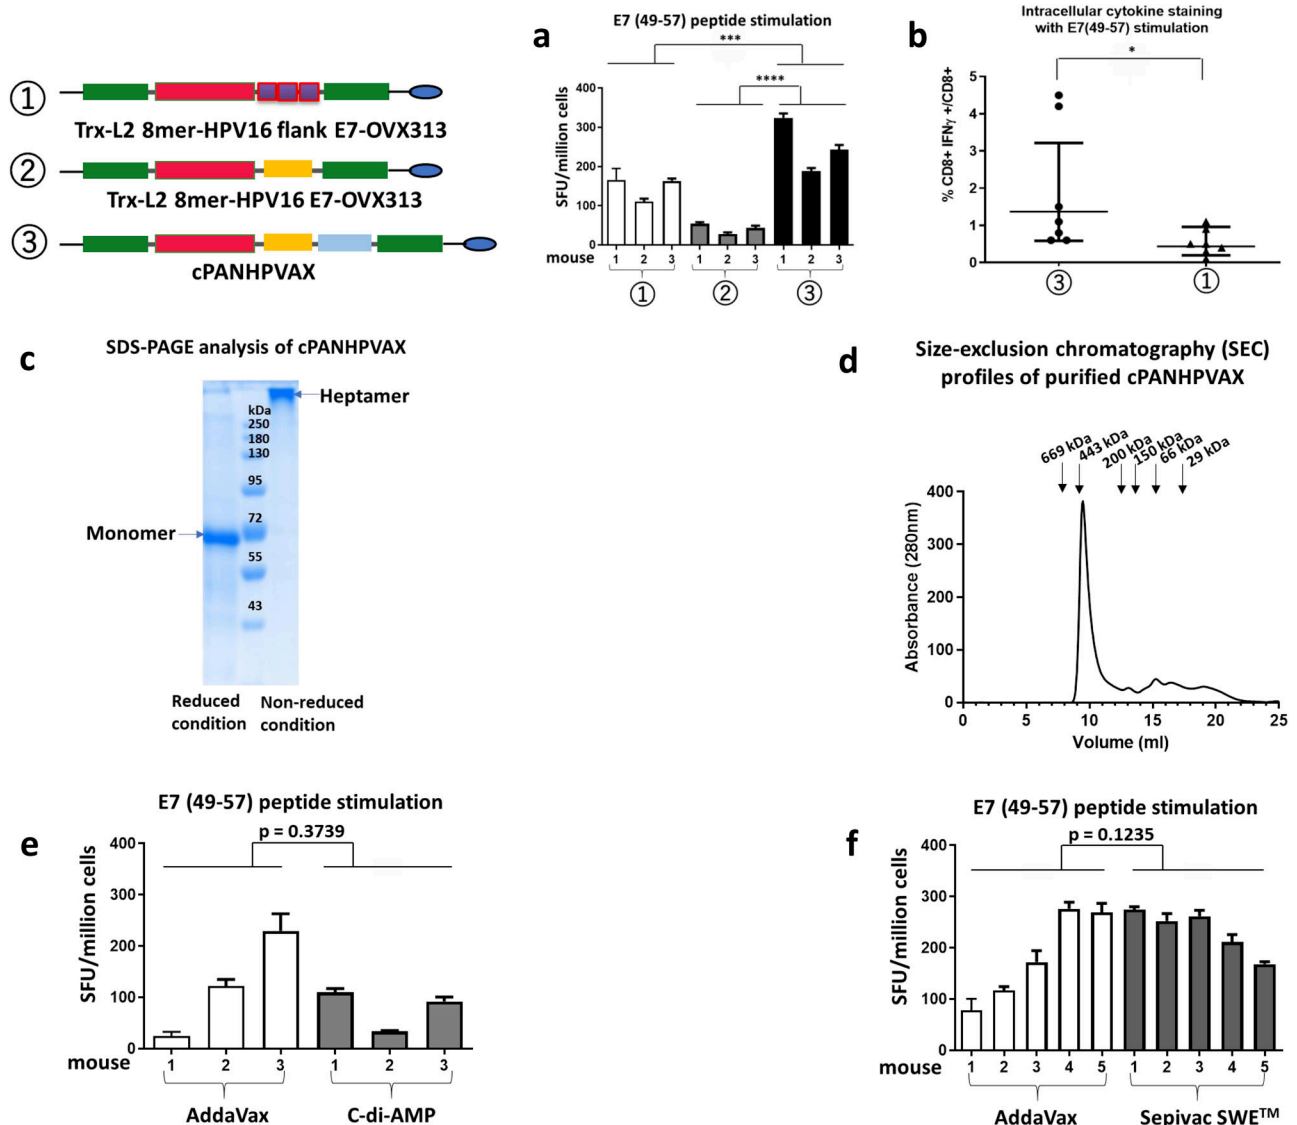 ①
Trx-L2 8mer-HPV16 flank E7-OVX313
②
Trx-L2 8mer-HPV16 E7-OVX313
③
cPANHPVAX
a
E7 (49-57) peptide stimulation
***
****
SFU/million cells
400
300
200
100
0
mouse 1 2 3 1 2 3 1 2 3
① ② ③
b
Intracellular cytokine staining
with E7(49-57) stimulation
*
% CD8+ IFNγ +/CD8+
5
4
3
2
1
0
③ ①
c
SDS-PAGE analysis of cPANHPVAX
Heptamer
kDa
250
180
130
95
72
Monomer
55
43
Reduced condition
Non-reduced condition
d
Size-exclusion chromatography (SEC)
profiles of purified cPANHPVAX
669 kDa 443 kDa 200 kDa 150 kDa 66 kDa 29 kDa
Absorbance (280nm)
400
300
200
100
0
0 5 10 15 20 25
Volume (ml)
e
E7 (49-57) peptide stimulation
p = 0.3739
SFU/million cells
400
300
200
100
0
mouse 1 2 3 1 2 3
AddaVax C-di-AMP
f
E7 (49-57) peptide stimulation
p = 0.1235
SFU/million cells
400
300
200
100
0
mouse 1 2 3 4 5 1 2 3 4 5
AddaVax Sepivac SWE™